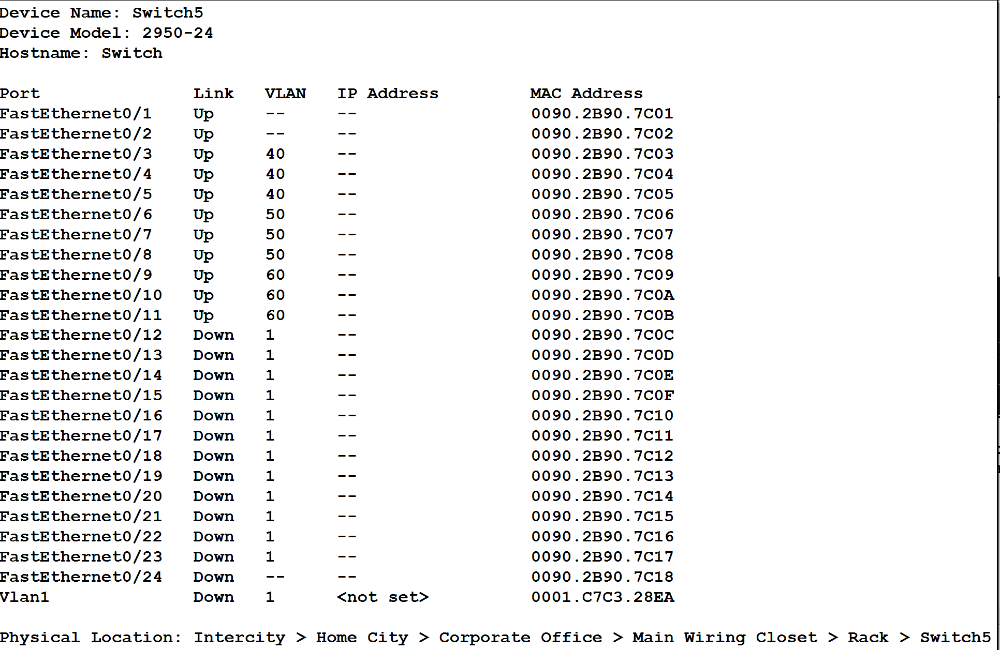 Device Name: Switch5
Device Model: 2950-24
Hostname: Switch

Port               Link   VLAN   IP Address         MAC Address
FastEthernet0/1    Up     --     --                 0090.2B90.7C01
FastEthernet0/2    Up     --     --                 0090.2B90.7C02
FastEthernet0/3    Up     40     --                 0090.2B90.7C03
FastEthernet0/4    Up     40     --                 0090.2B90.7C04
FastEthernet0/5    Up     40     --                 0090.2B90.7C05
FastEthernet0/6    Up     50     --                 0090.2B90.7C06
FastEthernet0/7    Up     50     --                 0090.2B90.7C07
FastEthernet0/8    Up     50     --                 0090.2B90.7C08
FastEthernet0/9    Up     60     --                 0090.2B90.7C09
FastEthernet0/10   Up     60     --                 0090.2B90.7C0A
FastEthernet0/11   Up     60     --                 0090.2B90.7C0B
FastEthernet0/12   Down   1      --                 0090.2B90.7C0C
FastEthernet0/13   Down   1      --                 0090.2B90.7C0D
FastEthernet0/14   Down   1      --                 0090.2B90.7C0E
FastEthernet0/15   Down   1      --                 0090.2B90.7C0F
FastEthernet0/16   Down   1      --                 0090.2B90.7C10
FastEthernet0/17   Down   1      --                 0090.2B90.7C11
FastEthernet0/18   Down   1      --                 0090.2B90.7C12
FastEthernet0/19   Down   1      --                 0090.2B90.7C13
FastEthernet0/20   Down   1      --                 0090.2B90.7C14
FastEthernet0/21   Down   1      --                 0090.2B90.7C15
FastEthernet0/22   Down   1      --                 0090.2B90.7C16
FastEthernet0/23   Down   1      --                 0090.2B90.7C17
FastEthernet0/24   Down   --     --                 0090.2B90.7C18
Vlan1              Down   1      <not set>          0001.C7C3.28EA

Physical Location: Intercity > Home City > Corporate Office > Main Wiring Closet > Rack > Switch5